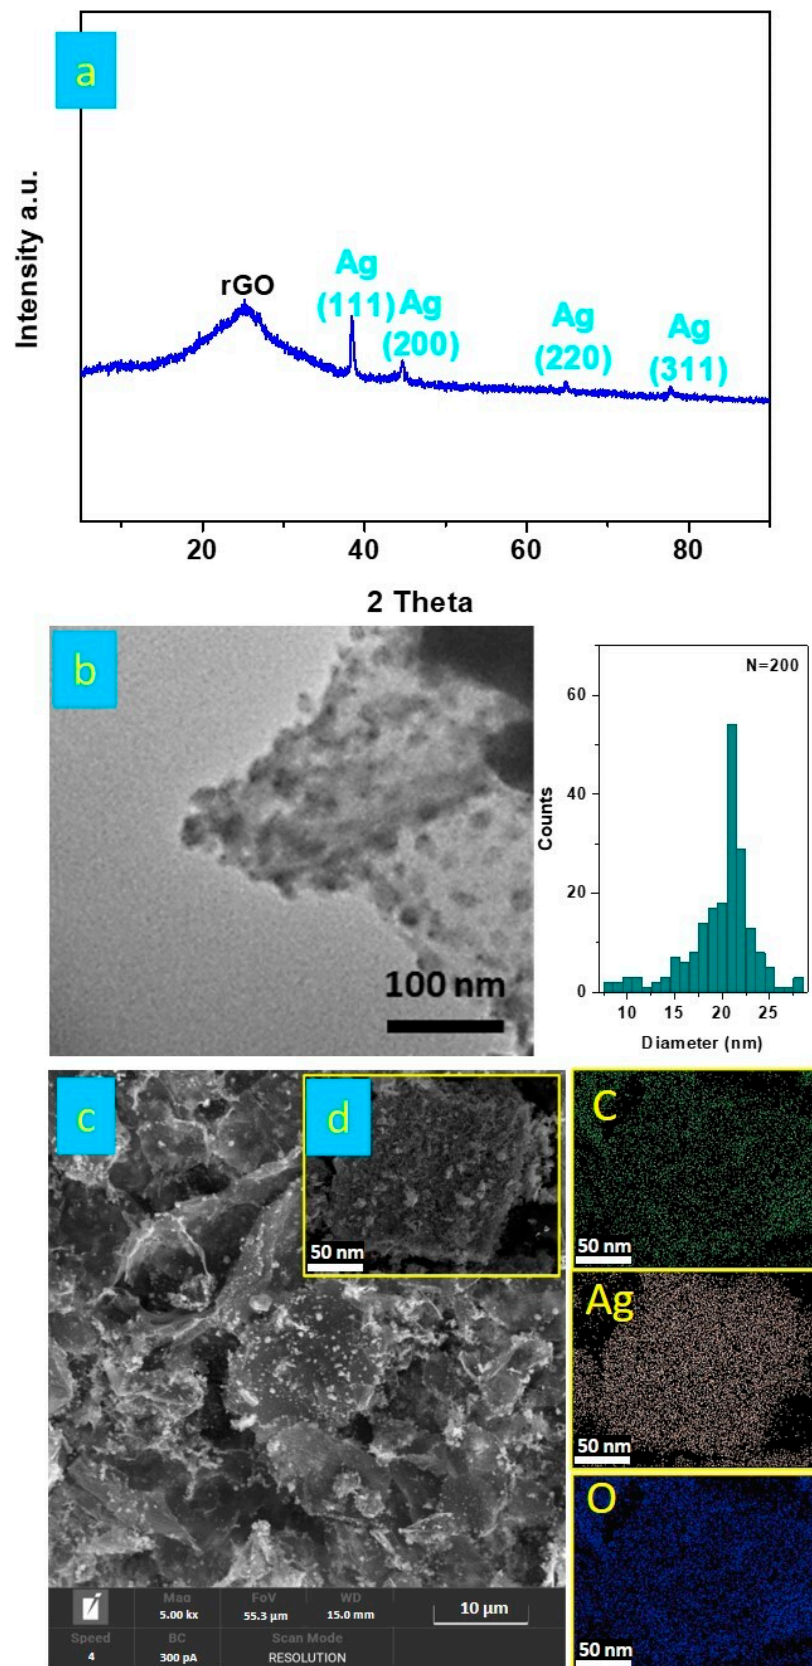 a
Intensity a.u.
rGO
Ag
(111)
Ag
(200)
Ag
(220)
Ag
(311)
20
40
60
80
2 Theta
b
100 nm
N=200
60
40
20
0
Counts
10
15
20
25
Diameter (nm)
c
d
50 nm
C
50 nm
Ag
50 nm
O
50 nm
Mag
5.00 kx
FoV
55.3 µm
WD
15.0 mm
10 µm
Speed
4
BC
300 pA
Scan Mode
RESOLUTION